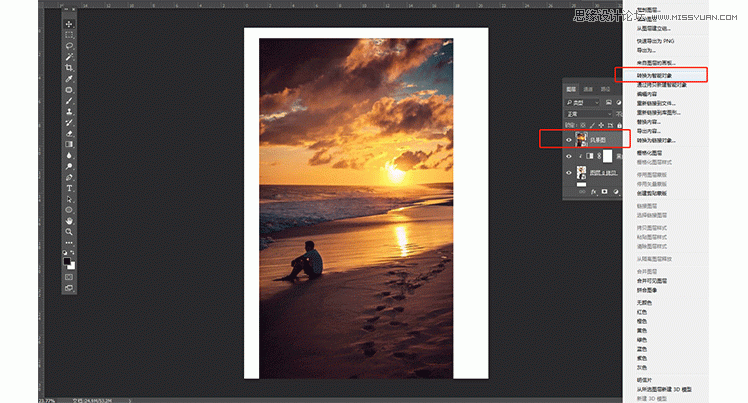 思缘设计论坛 WWW.MISSYUAN.COM
从图层建立组...
快速导出为 PNG
导出为...
来自图层的画板...
转换为智能对象
通过拷贝新建智能对象
编辑内容
重新链接到文件...
重新链接到库图形...
替换内容...
导出内容...
转换为链接对象...
栅格化图层
栅格化图层样式
停用图层蒙版
停用矢量蒙版
创建剪贴蒙版
链接图层
选择链接图层
拷贝图层样式
粘贴图层样式
清除图层样式
从隔离图层释放
合并图层
合并可见图层
拼合图像
无颜色
红色
橙色
黄色
绿色
蓝色
紫色
灰色
明信片
从所选图层新建 3D 模型
新建 3D 模型
图层 通道 路径
类型
正常
锁定:
风景图
图层 1 拷贝
fx